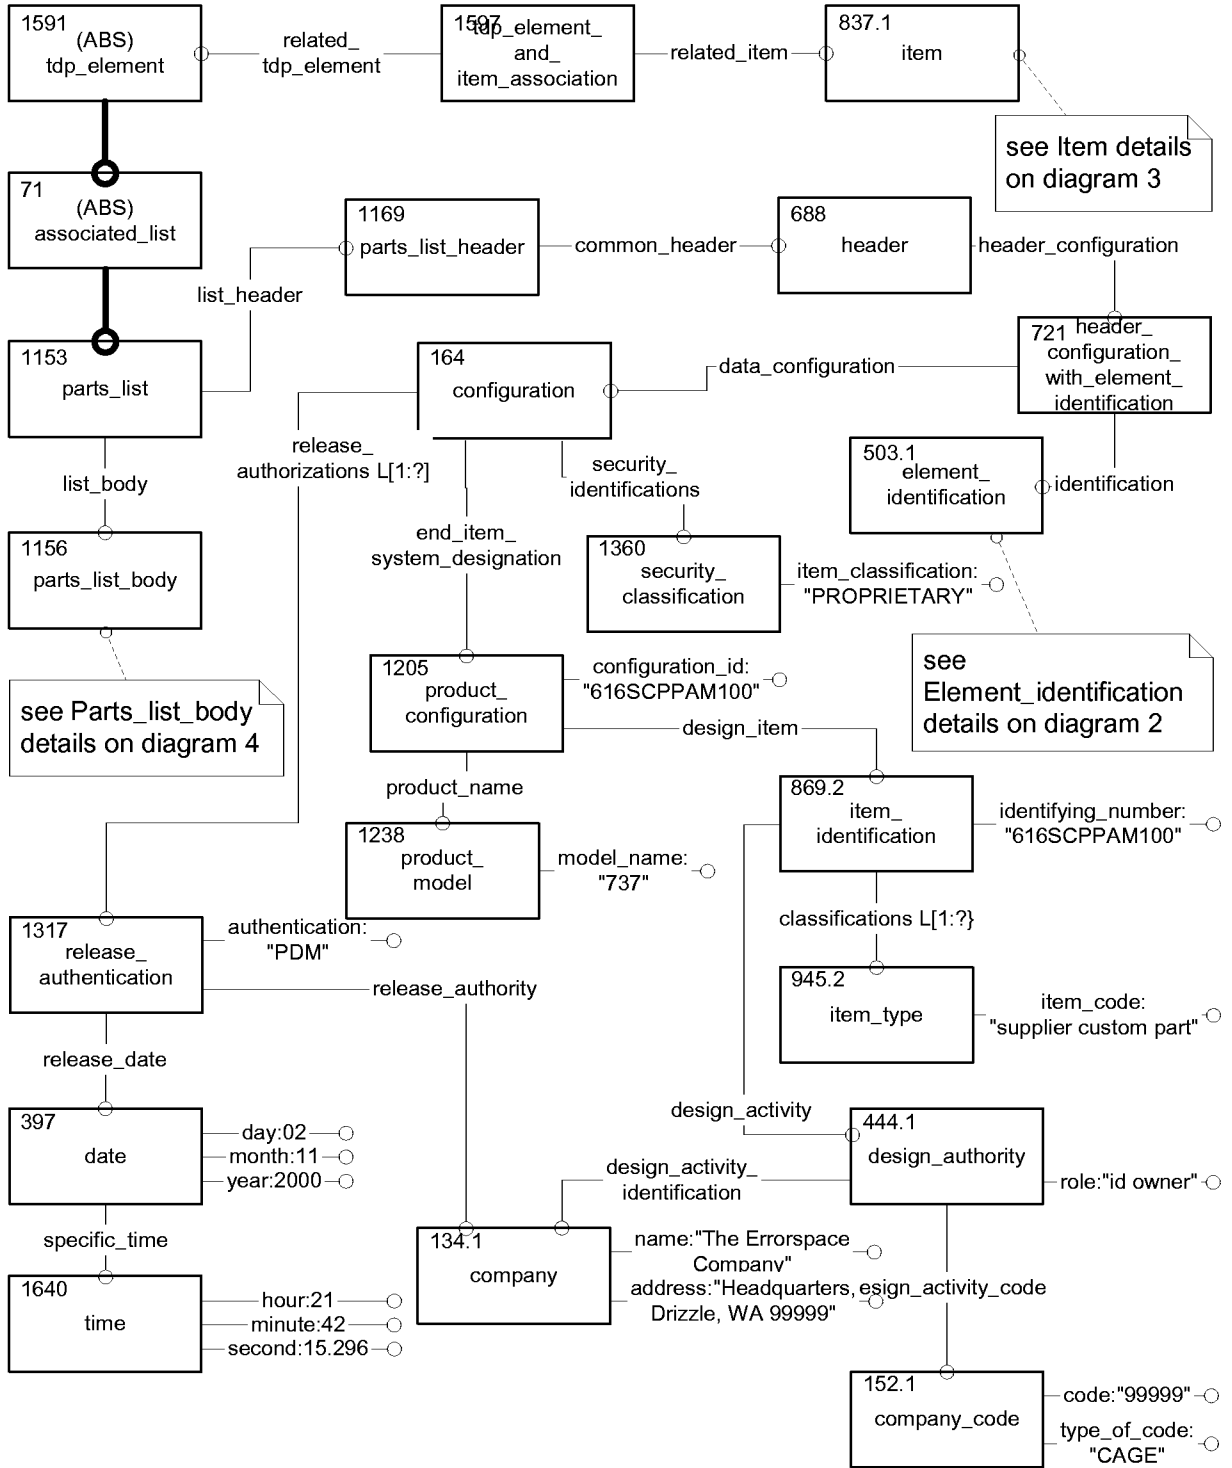 1591
(ABS)
tdp_element
related_
tdp_element
1597
tdp_element_
and_
item_association
related_item
837.1
item
see Item details
on diagram 3
71
(ABS)
associated_list
1169
parts_list_header
common_header
688
header
header_configuration
list_header
1153
parts_list
164
configuration
data_configuration
721
header_
configuration_
with_element_
identification
release_
authorizations L[1:?]
security_
identifications
503.1
element_
identification
identification
list_body
end_item_
system_designation
1156
parts_list_body
1360
security_
classification
item_classification:
"PROPRIETARY"
see
Element_identification
details on diagram 2
1205
product_
configuration
configuration_id:
"616SCPPAM100"
see Parts_list_body
details on diagram 4
design_item
product_name
869.2
item_
identification
identifying_number:
"616SCPPAM100"
1238
product_
model
model_name:
"737"
classifications L[1:?}
1317
release_
authentication
authentication:
"PDM"
release_authority
945.2
item_type
item_code:
"supplier custom part"
release_date
design_activity
397
date
day:02
month:11
year:2000
444.1
design_authority
design_activity_
identification
role:"id owner"
specific_time
134.1
company
name:"The Errorspace
Company"
address:"Headquarters,
Drizzle, WA 99999"
esign_activity_code
1640
time
hour:21
minute:42
second:15.296
152.1
company_code
code:"99999"
type_of_code:
"CAGE"